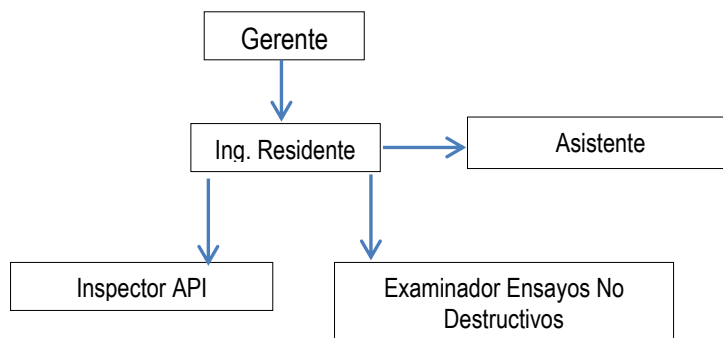 Gerente
Ing. Residente
Asistente
Inspector API
Examinador Ensayos No
Destructivos